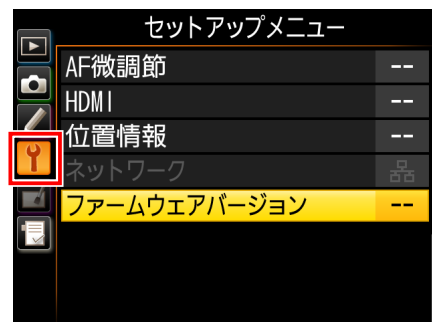 セットアップメニュー
AF微調節 --
HDMI --
位置情報 --
ネットワーク
ファームウェアバージョン --